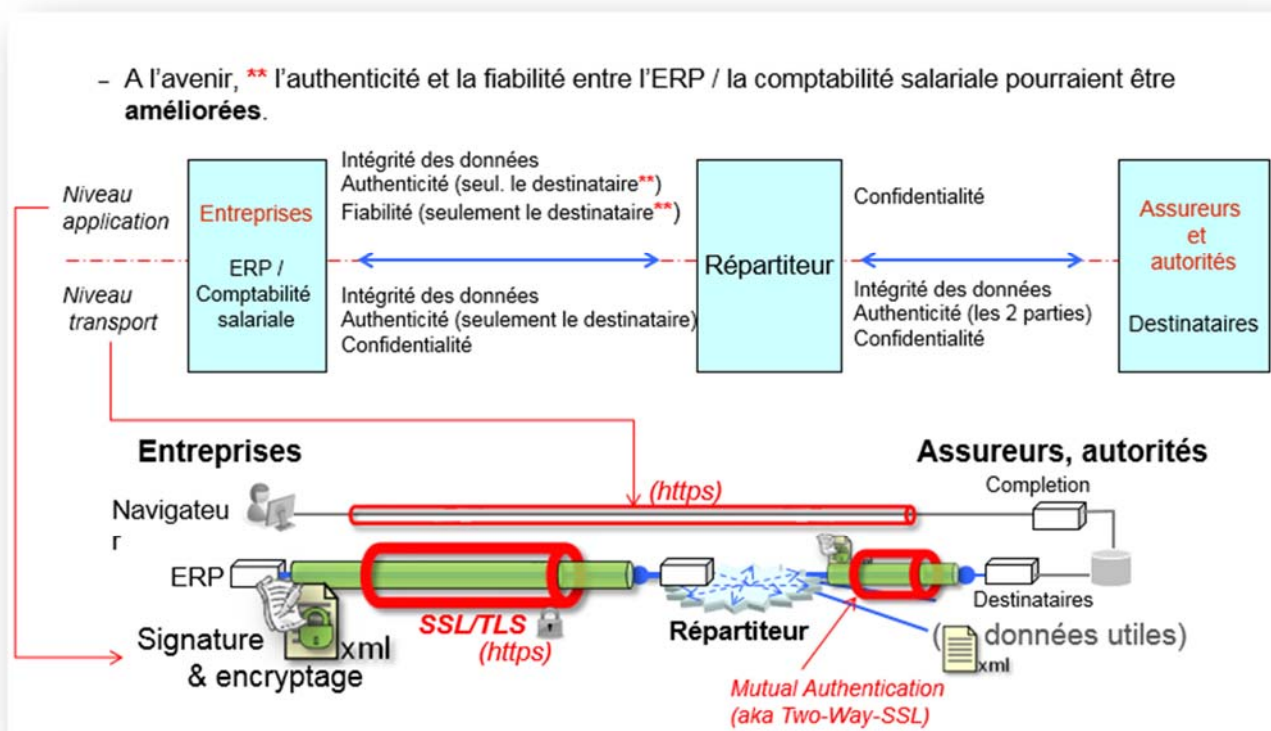 – A l’avenir, ** l’authenticité et la fiabilité entre l’ERP / la comptabilité salariale pourraient être
améliorées.
Niveau
application
Entreprises
ERP /
Comptabilité
salariale
Niveau
transport
Intégrité des données
Authenticité (seul. le destinataire**)
Fiabilité (seulement le destinataire**)
Intégrité des données
Authenticité (seulement le destinataire)
Confidentialité
Répartiteur
Confidentialité
Intégrité des données
Authenticité (les 2 parties)
Confidentialité
Assureurs
et
autorités
Destinataires
Entreprises
Assureurs, autorités
Navigateu
r
(https)
Completion
ERP
SSL/TLS
(https)
Signature
& encryptage
xml
Répartiteur
Destinataires
( données utiles)
xml
Mutual Authentication
(aka Two-Way-SSL)